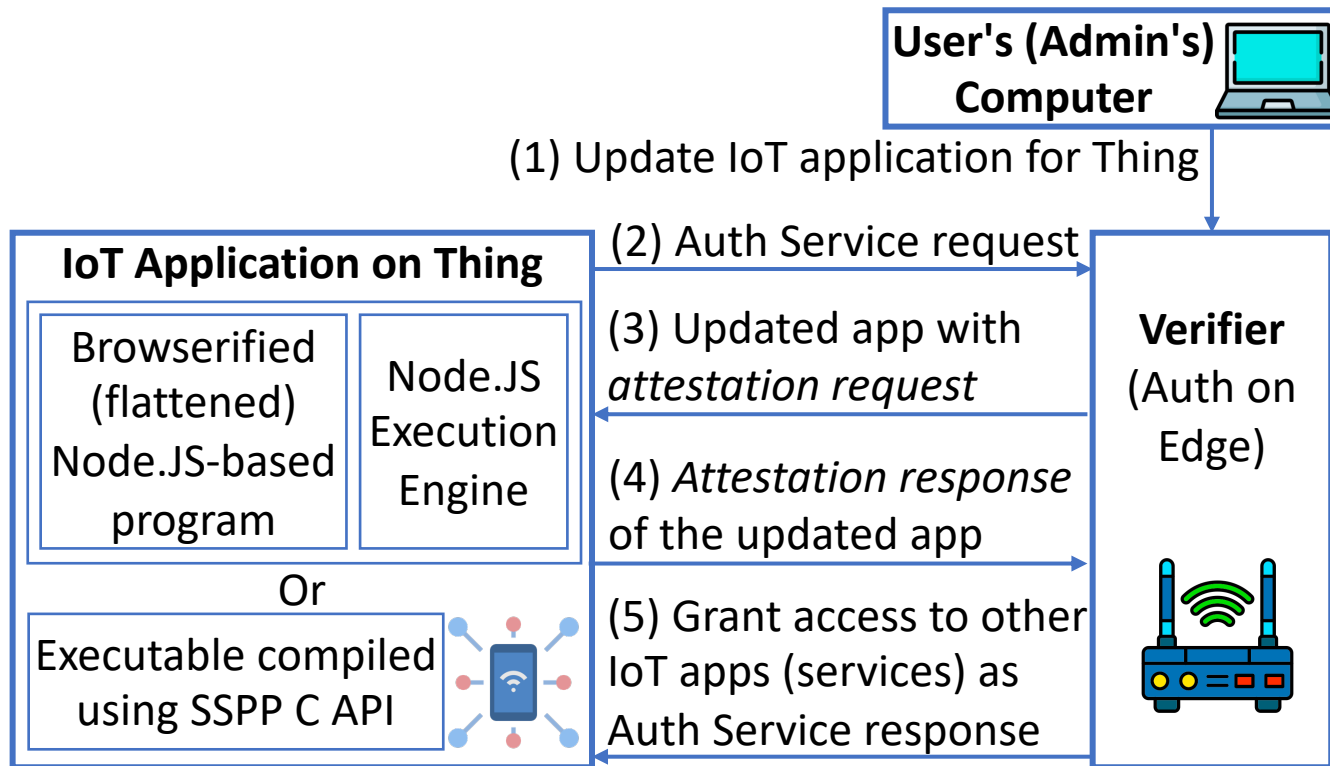 User's (Admin's)
Computer
(1) Update IoT application for Thing
IoT Application on Thing
Browserified
(flattened)
Node.JS-based
program
Node.JS
Execution
Engine
Or
Executable compiled
using SSPP C API
(2) Auth Service request
(3) Updated app with
attestation request
(4) Attestation response
of the updated app
(5) Grant access to other
IoT apps (services) as
Auth Service response
Verifier
(Auth on
Edge)